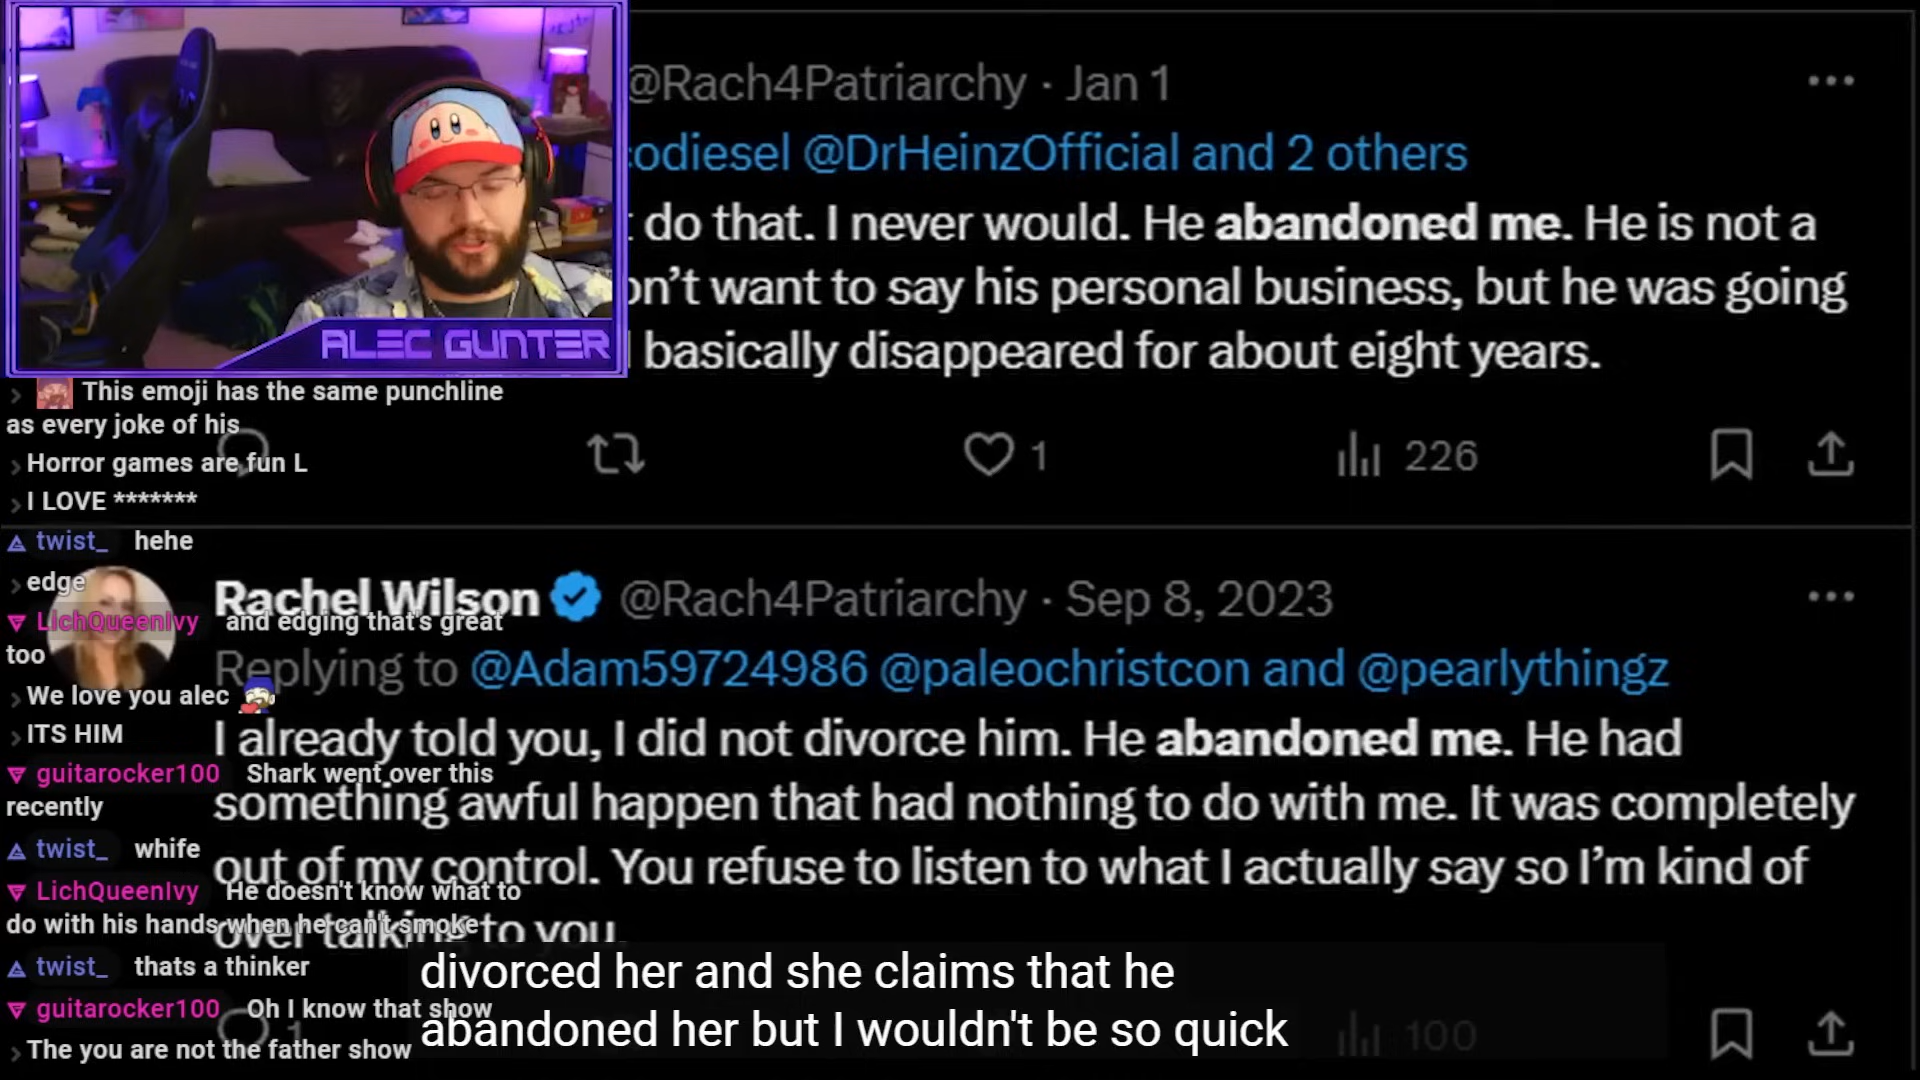 @Rach4Patriarchy · Jan 1
codiesel @DrHeinzOfficial and 2 others
do that. I never would. He abandoned me. He is not a
on't want to say his personal business, but he was going
basically disappeared for about eight years.
1
226
ALEC GUNTER
This emoji has the same punchline
as every joke of his
Horror games are fun L
I LOVE *******
twist_ hehe
edge
LichQueenIvy and edging that's great
too
We love you alec
ITS HIM
guitarocker100 Shark went over this
recently
twist_ whife
LichQueenIvy He doesn't know what to
do with his hands when he can't smoke
twist_ thats a thinker
guitarocker100 Oh I know that show
The you are not the father show
Rachel Wilson @Rach4Patriarchy · Sep 8, 2023
Replying to @Adam59724986 @paleochristcon and @pearlythingz
I already told you, I did not divorce him. He abandoned me. He had
something awful happen that had nothing to do with me. It was completely
out of my control. You refuse to listen to what I actually say so I'm kind of
over talking to you.
1
100
divorced her and she claims that he
abandoned her but I wouldn't be so quick